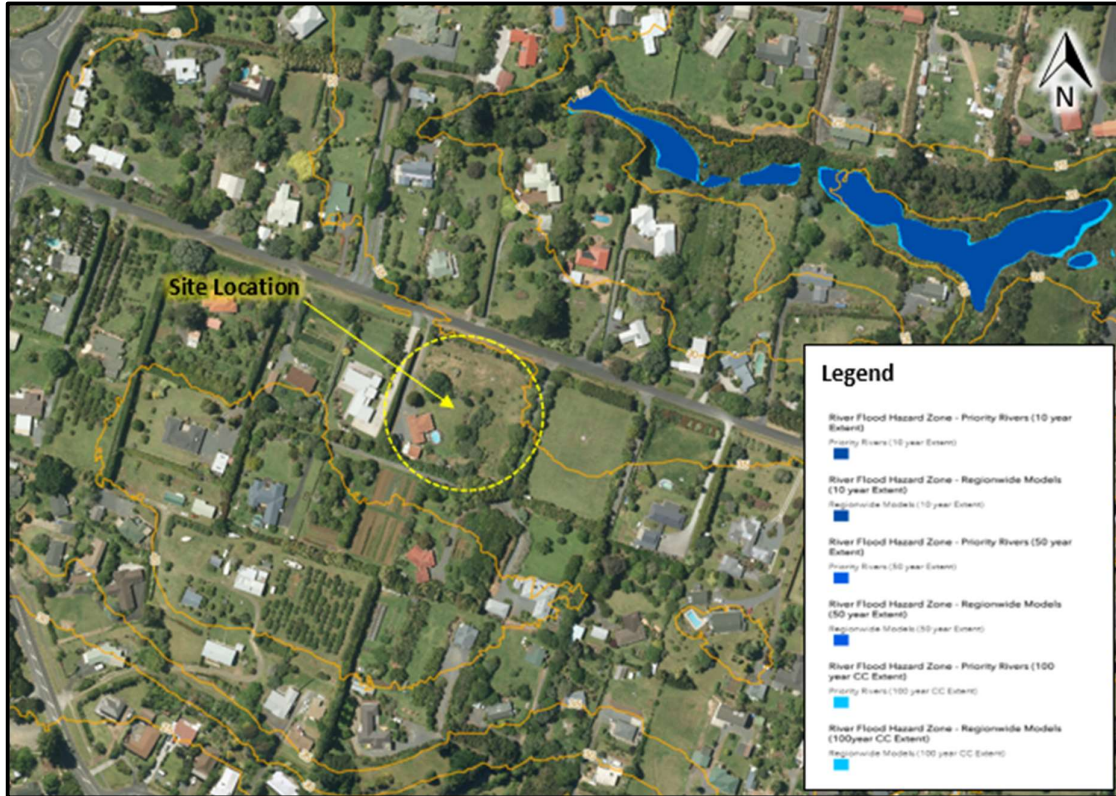 N
Site Location
Legend
River Flood Hazard Zone - Priority Rivers (10 year
Extent)
Priority Rivers (10 year Extent)
River Flood Hazard Zone - Regionwide Models
(10 year Extent)
Regionwide Models (10 year Extent)
River Flood Hazard Zone - Priority Rivers (50 year
Extent)
Priority Rivers (50 year Extent)
River Flood Hazard Zone - Regionwide Models
(50 year Extent)
Regionwide Models (50 year Extent)
River Flood Hazard Zone - Priority Rivers (100
year CC Extent)
Priority Rivers (100 year CC Extent)
River Flood Hazard Zone - Regionwide Models
(100year CC Extent)
Regionwide Models (100 year CC Extent)